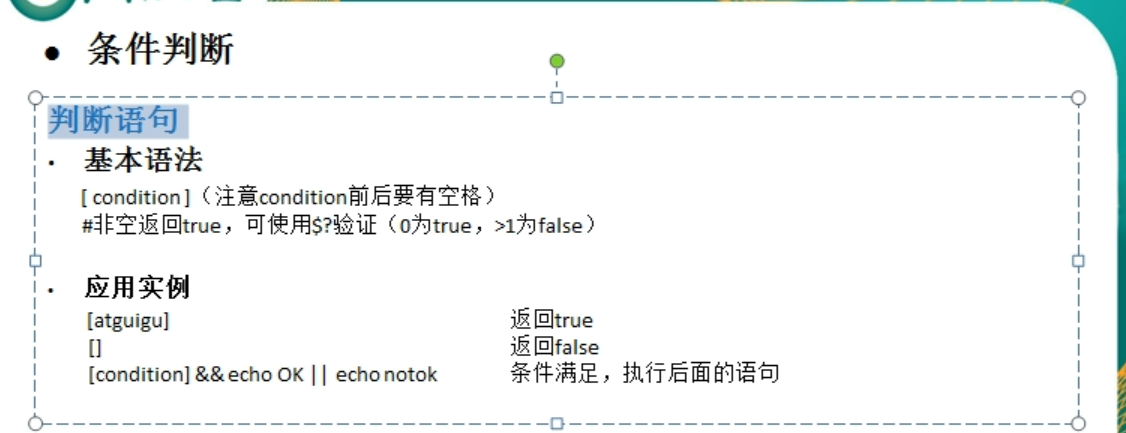 • 条件判断
判断语句
• 基本语法
[ condition ]（注意condition前后要有空格）
#非空返回true，可使用$?验证（0为true，>1为false）
• 应用实例
[atguigu] 返回true
[] 返回false
[condition] && echo OK || echo notok 条件满足，执行后面的语句